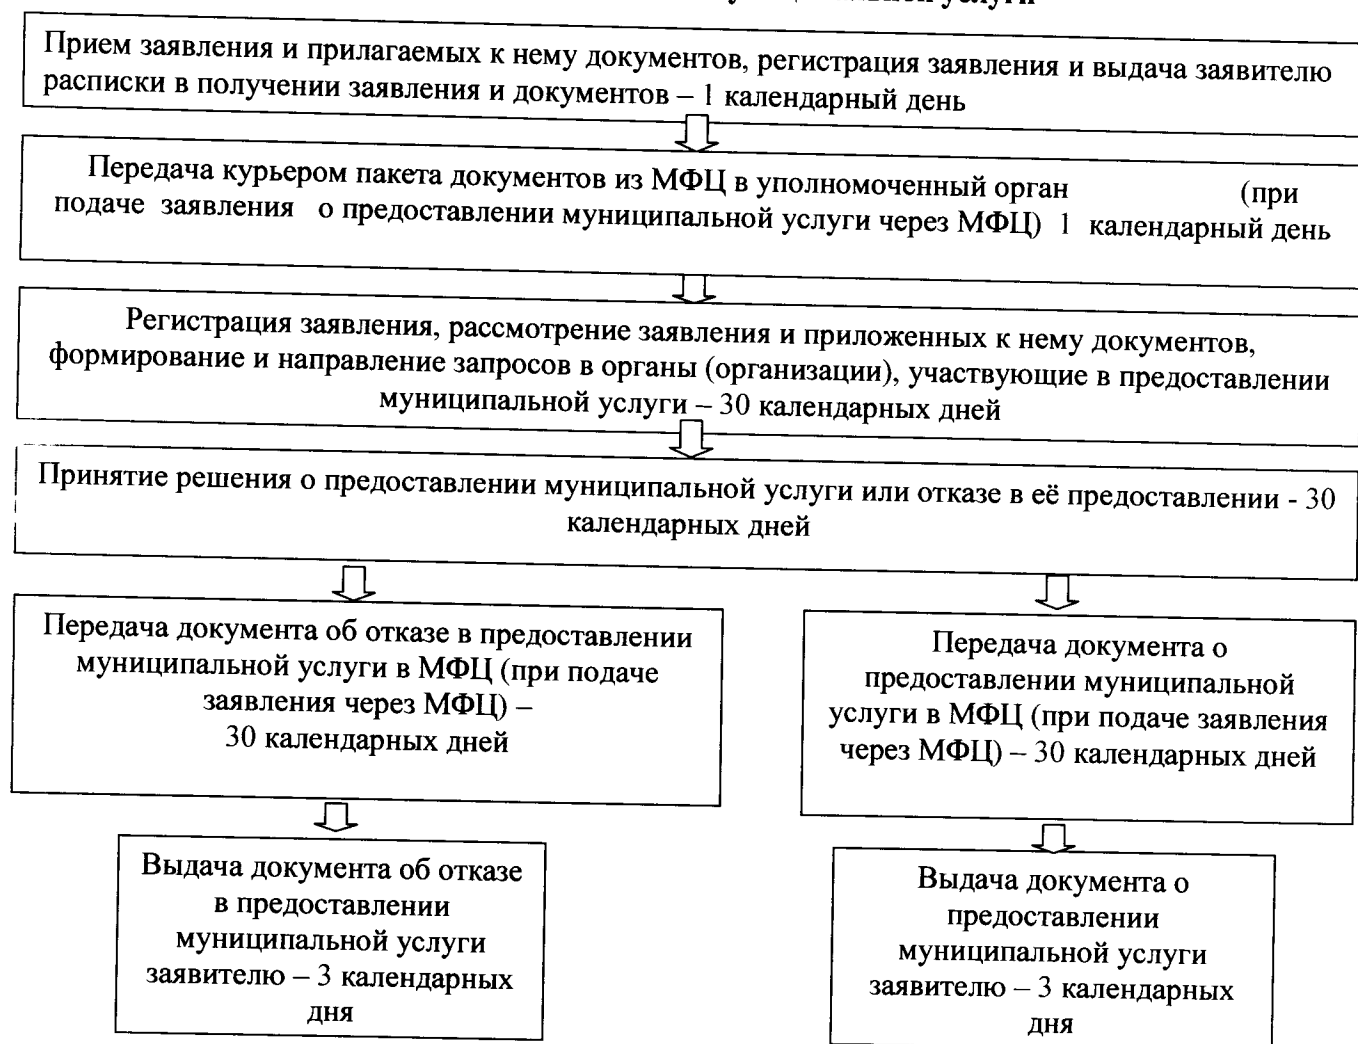 услуги
Прием заявления и прилагаемых к нему документов, регистрация заявления и выдача заявителю
расписки в получении заявления и документов – 1 календарный день
Передача курьером пакета документов из МФЦ в уполномоченный орган (при
подаче заявления о предоставлении муниципальной услуги через МФЦ) 1 календарный день
Регистрация заявления, рассмотрение заявления и приложенных к нему документов,
формирование и направление запросов в органы (организации), участвующие в предоставлении
муниципальной услуги – 30 календарных дней
Принятие решения о предоставлении муниципальной услуги или отказе в её предоставлении - 30
календарных дней
Передача документа об отказе в предоставлении
муниципальной услуги в МФЦ (при подаче
заявления через МФЦ) –
30 календарных дней
Передача документа о
предоставлении муниципальной
услуги в МФЦ (при подаче заявления
через МФЦ) – 30 календарных дней
Выдача документа об отказе
в предоставлении
муниципальной услуги
заявителю – 3 календарных
дня
Выдача документа о
предоставлении
муниципальной услуги
заявителю – 3 календарных
дня